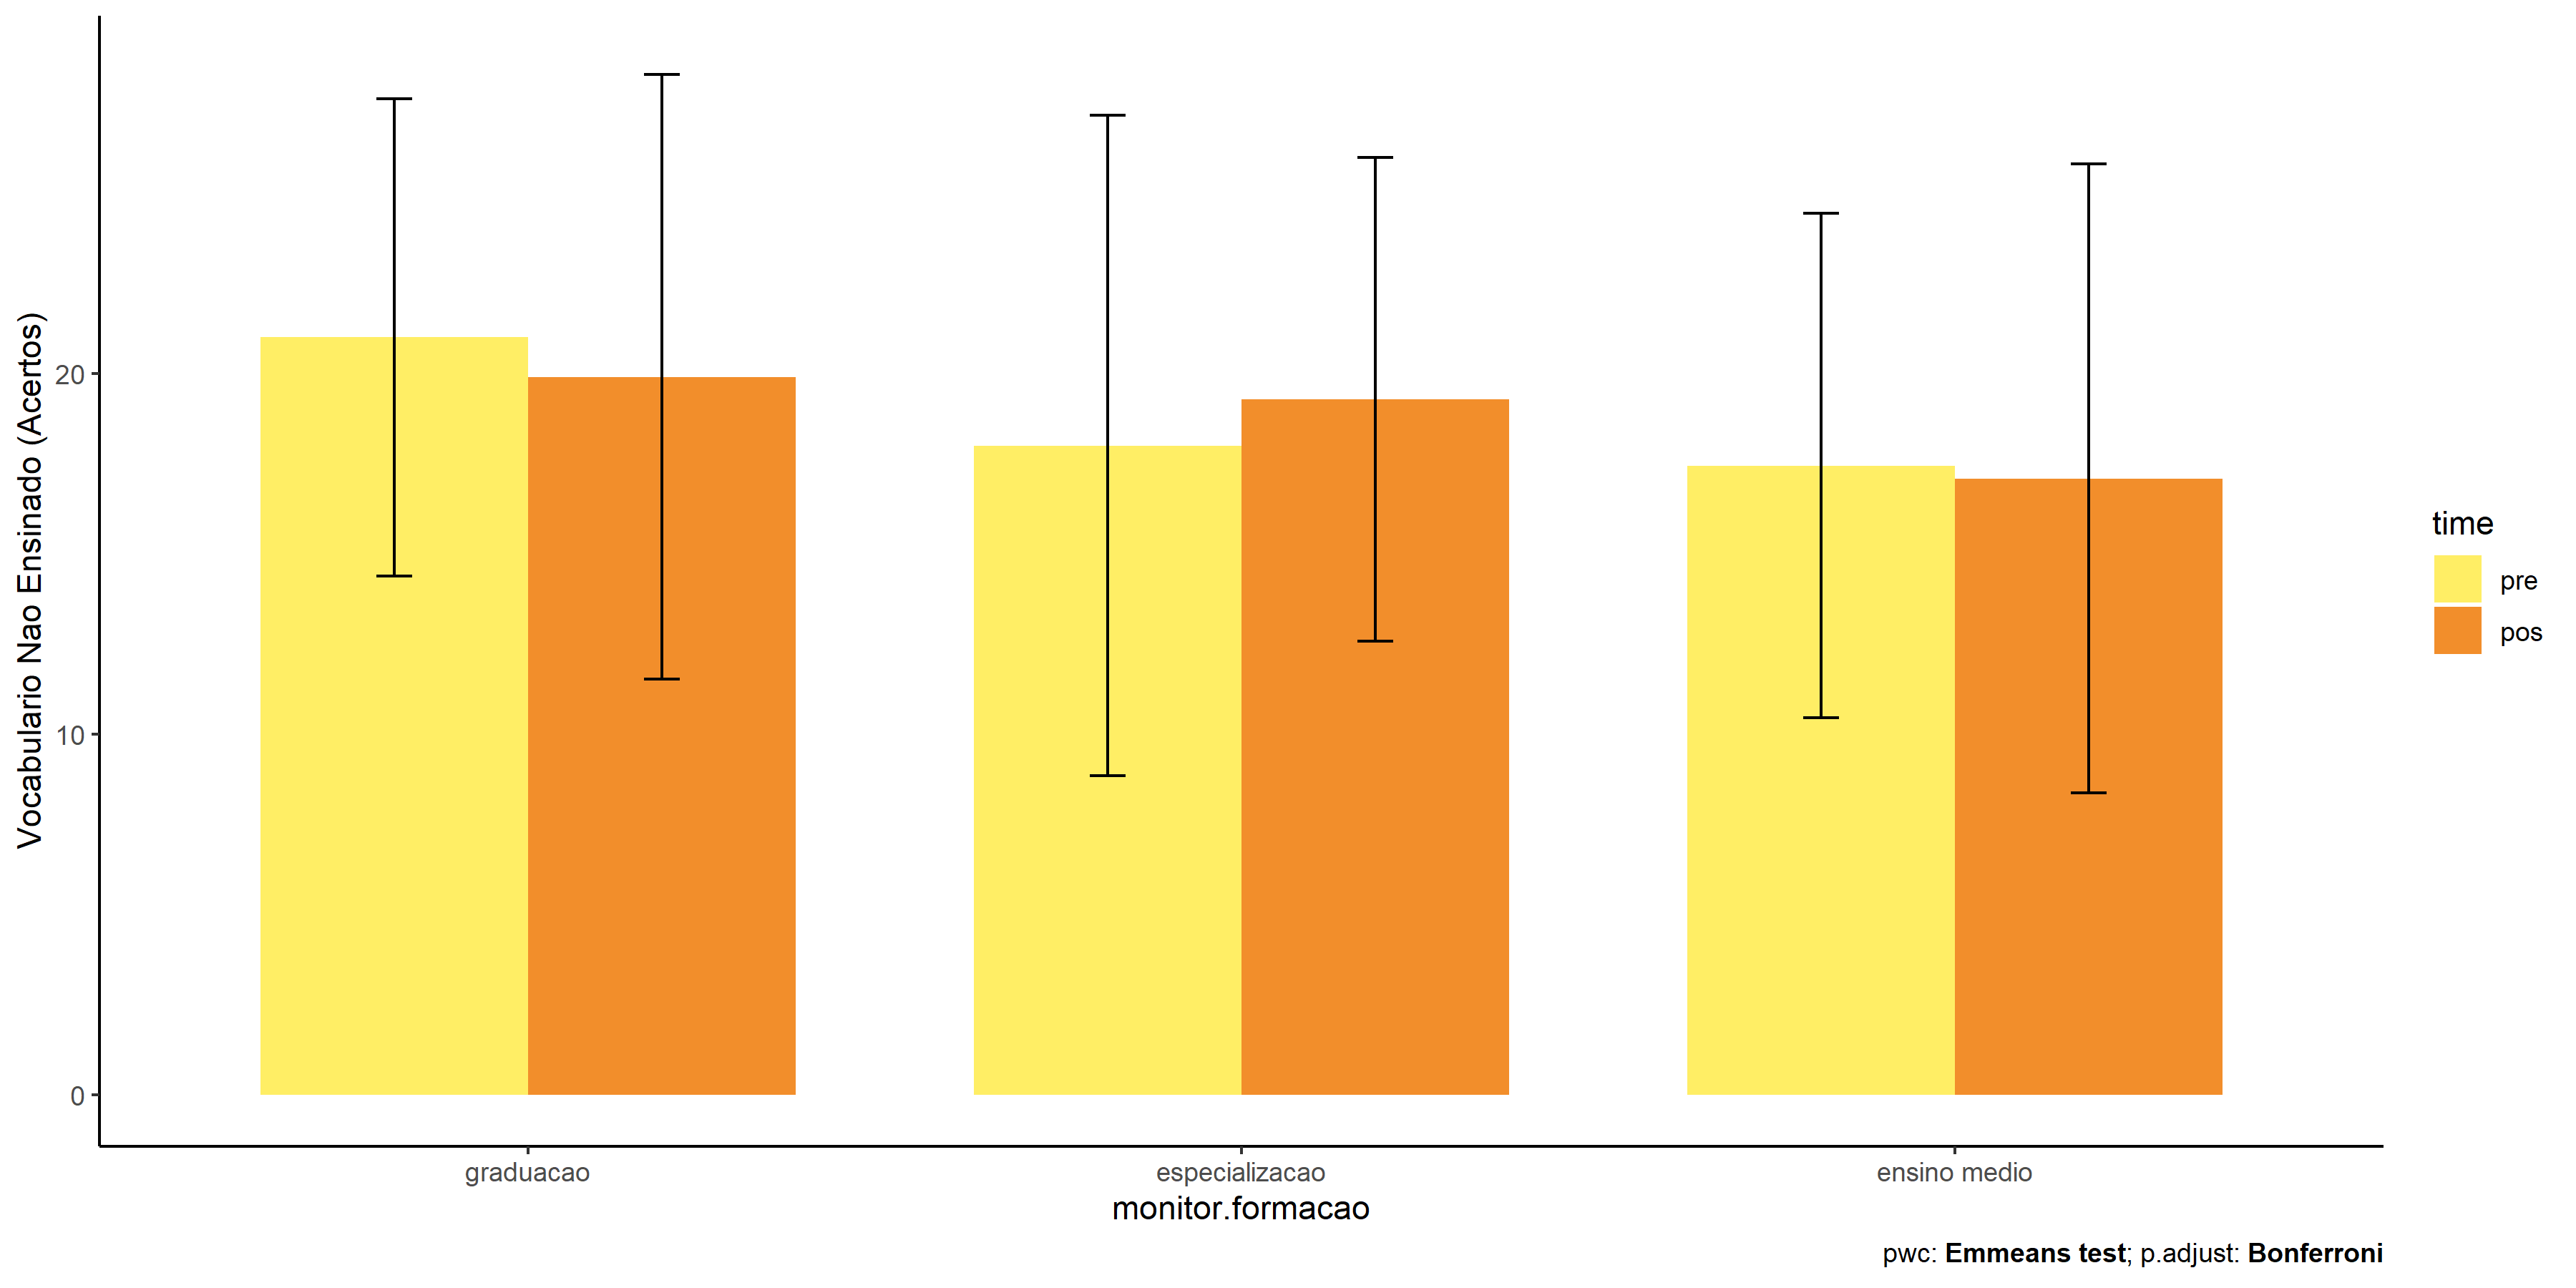 Vocabulario Nao Ensinado (Acertos)
20
10
0
graduacao
especializacao
ensino medio
monitor.formacao
time
pre
pos
pwc: Emmeans test; p.adjust: Bonferroni